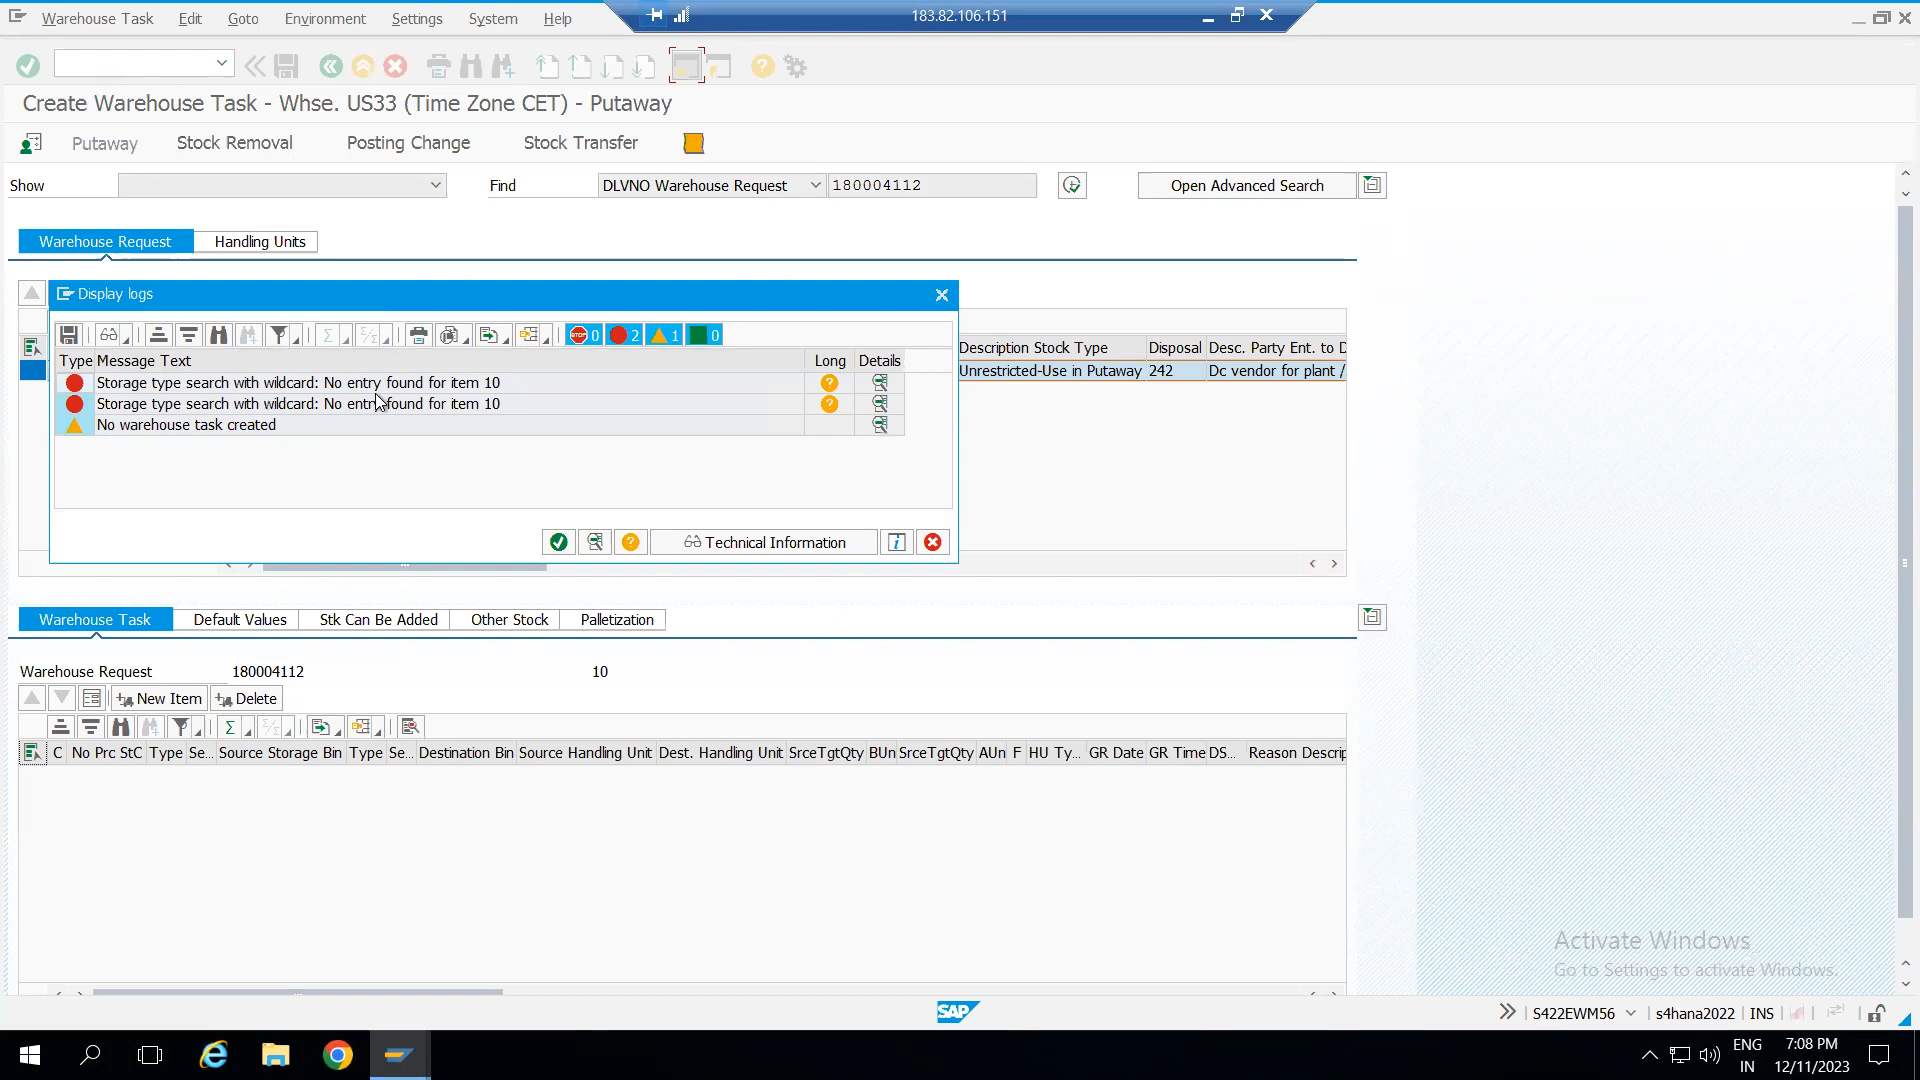 Warehouse Task Edit Goto Environment Settings System Help
183.82.106.151
Create Warehouse Task - Whse. US33 (Time Zone CET) - Putaway
Putaway Stock Removal Posting Change Stock Transfer
Show Find DLVNO Warehouse Request 180004112 Open Advanced Search
Warehouse Request Handling Units
Display logs
STOP 0 2 1 0
Type Message Text Long Details
Description Stock Type Disposal Desc. Party Ent. to D
Unrestricted-Use in Putaway 242 Dc vendor for plant /
Storage type search with wildcard: No entry found for item 10
Storage type search with wildcard: No entry found for item 10
No warehouse task created
Technical Information
Warehouse Task Default Values Stk Can Be Added Other Stock Palletization
Warehouse Request 180004112 10
New Item Delete
C No Prc StC Type Se... Source Storage Bin Type Se... Destination Bin Source Handling Unit Dest. Handling Unit SrceTgtQty BUn SrceTgtQty AUn F HU Ty... GR Date GR Time DS... Reason Descrip
Activate Windows
Go to Settings to activate Windows.
SAP
S422EWM56 s4hana2022 INS
ENG
IN
7:08 PM
12/11/2023